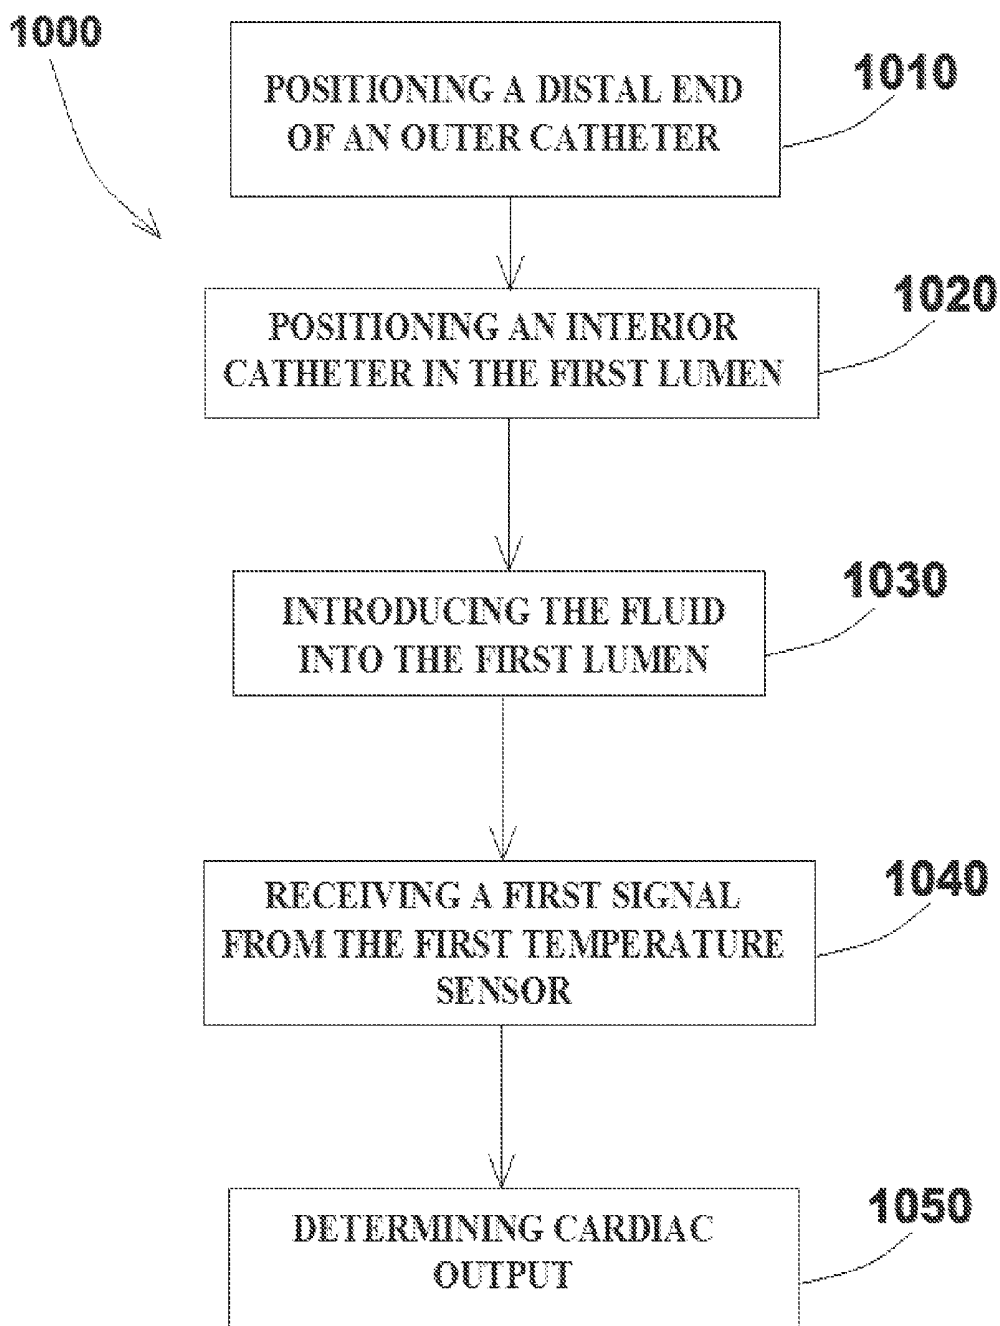 1000
POSITIONING A DISTAL END
OF AN OUTER CATHETER
1010
POSITIONING AN INTERIOR
CATHETER IN THE FIRST LUMEN
1020
INTRODUCING THE FLUID
INTO THE FIRST LUMEN
1030
RECEIVING A FIRST SIGNAL
FROM THE FIRST TEMPERATURE
SENSOR
1040
DETERMINING CARDIAC
OUTPUT
1050